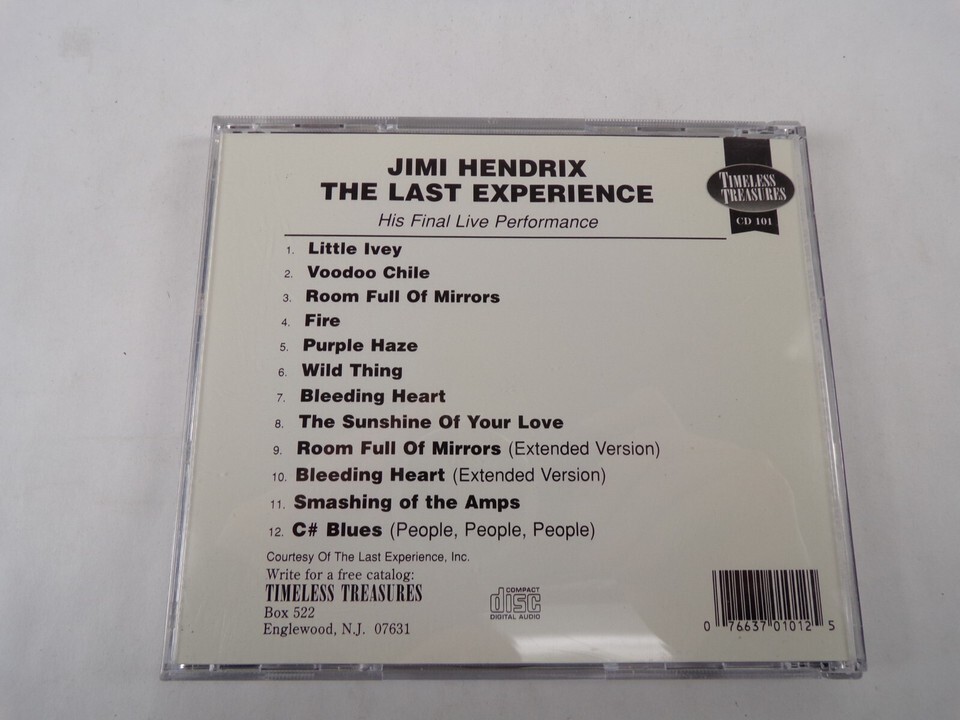 JIMI HENDRIX
THE LAST EXPERIENCE
His Final Live Performance
TIMELESS
TREASURES
CD 101
1. Little Ivey
2. Voodoo Chile
3. Room Full Of Mirrors
4. Fire
5. Purple Haze
6. Wild Thing
7. Bleeding Heart
8. The Sunshine Of Your Love
9. Room Full Of Mirrors (Extended Version)
10. Bleeding Heart (Extended Version)
11. Smashing of the Amps
12. C# Blues (People, People, People)
Courtesy Of The Last Experience, Inc.
Write for a free catalog:
TIMELESS TREASURES
Box 522
Englewood, N.J. 07631
COMPACT
disc
DIGITAL AUDIO
0 76637 01012 5